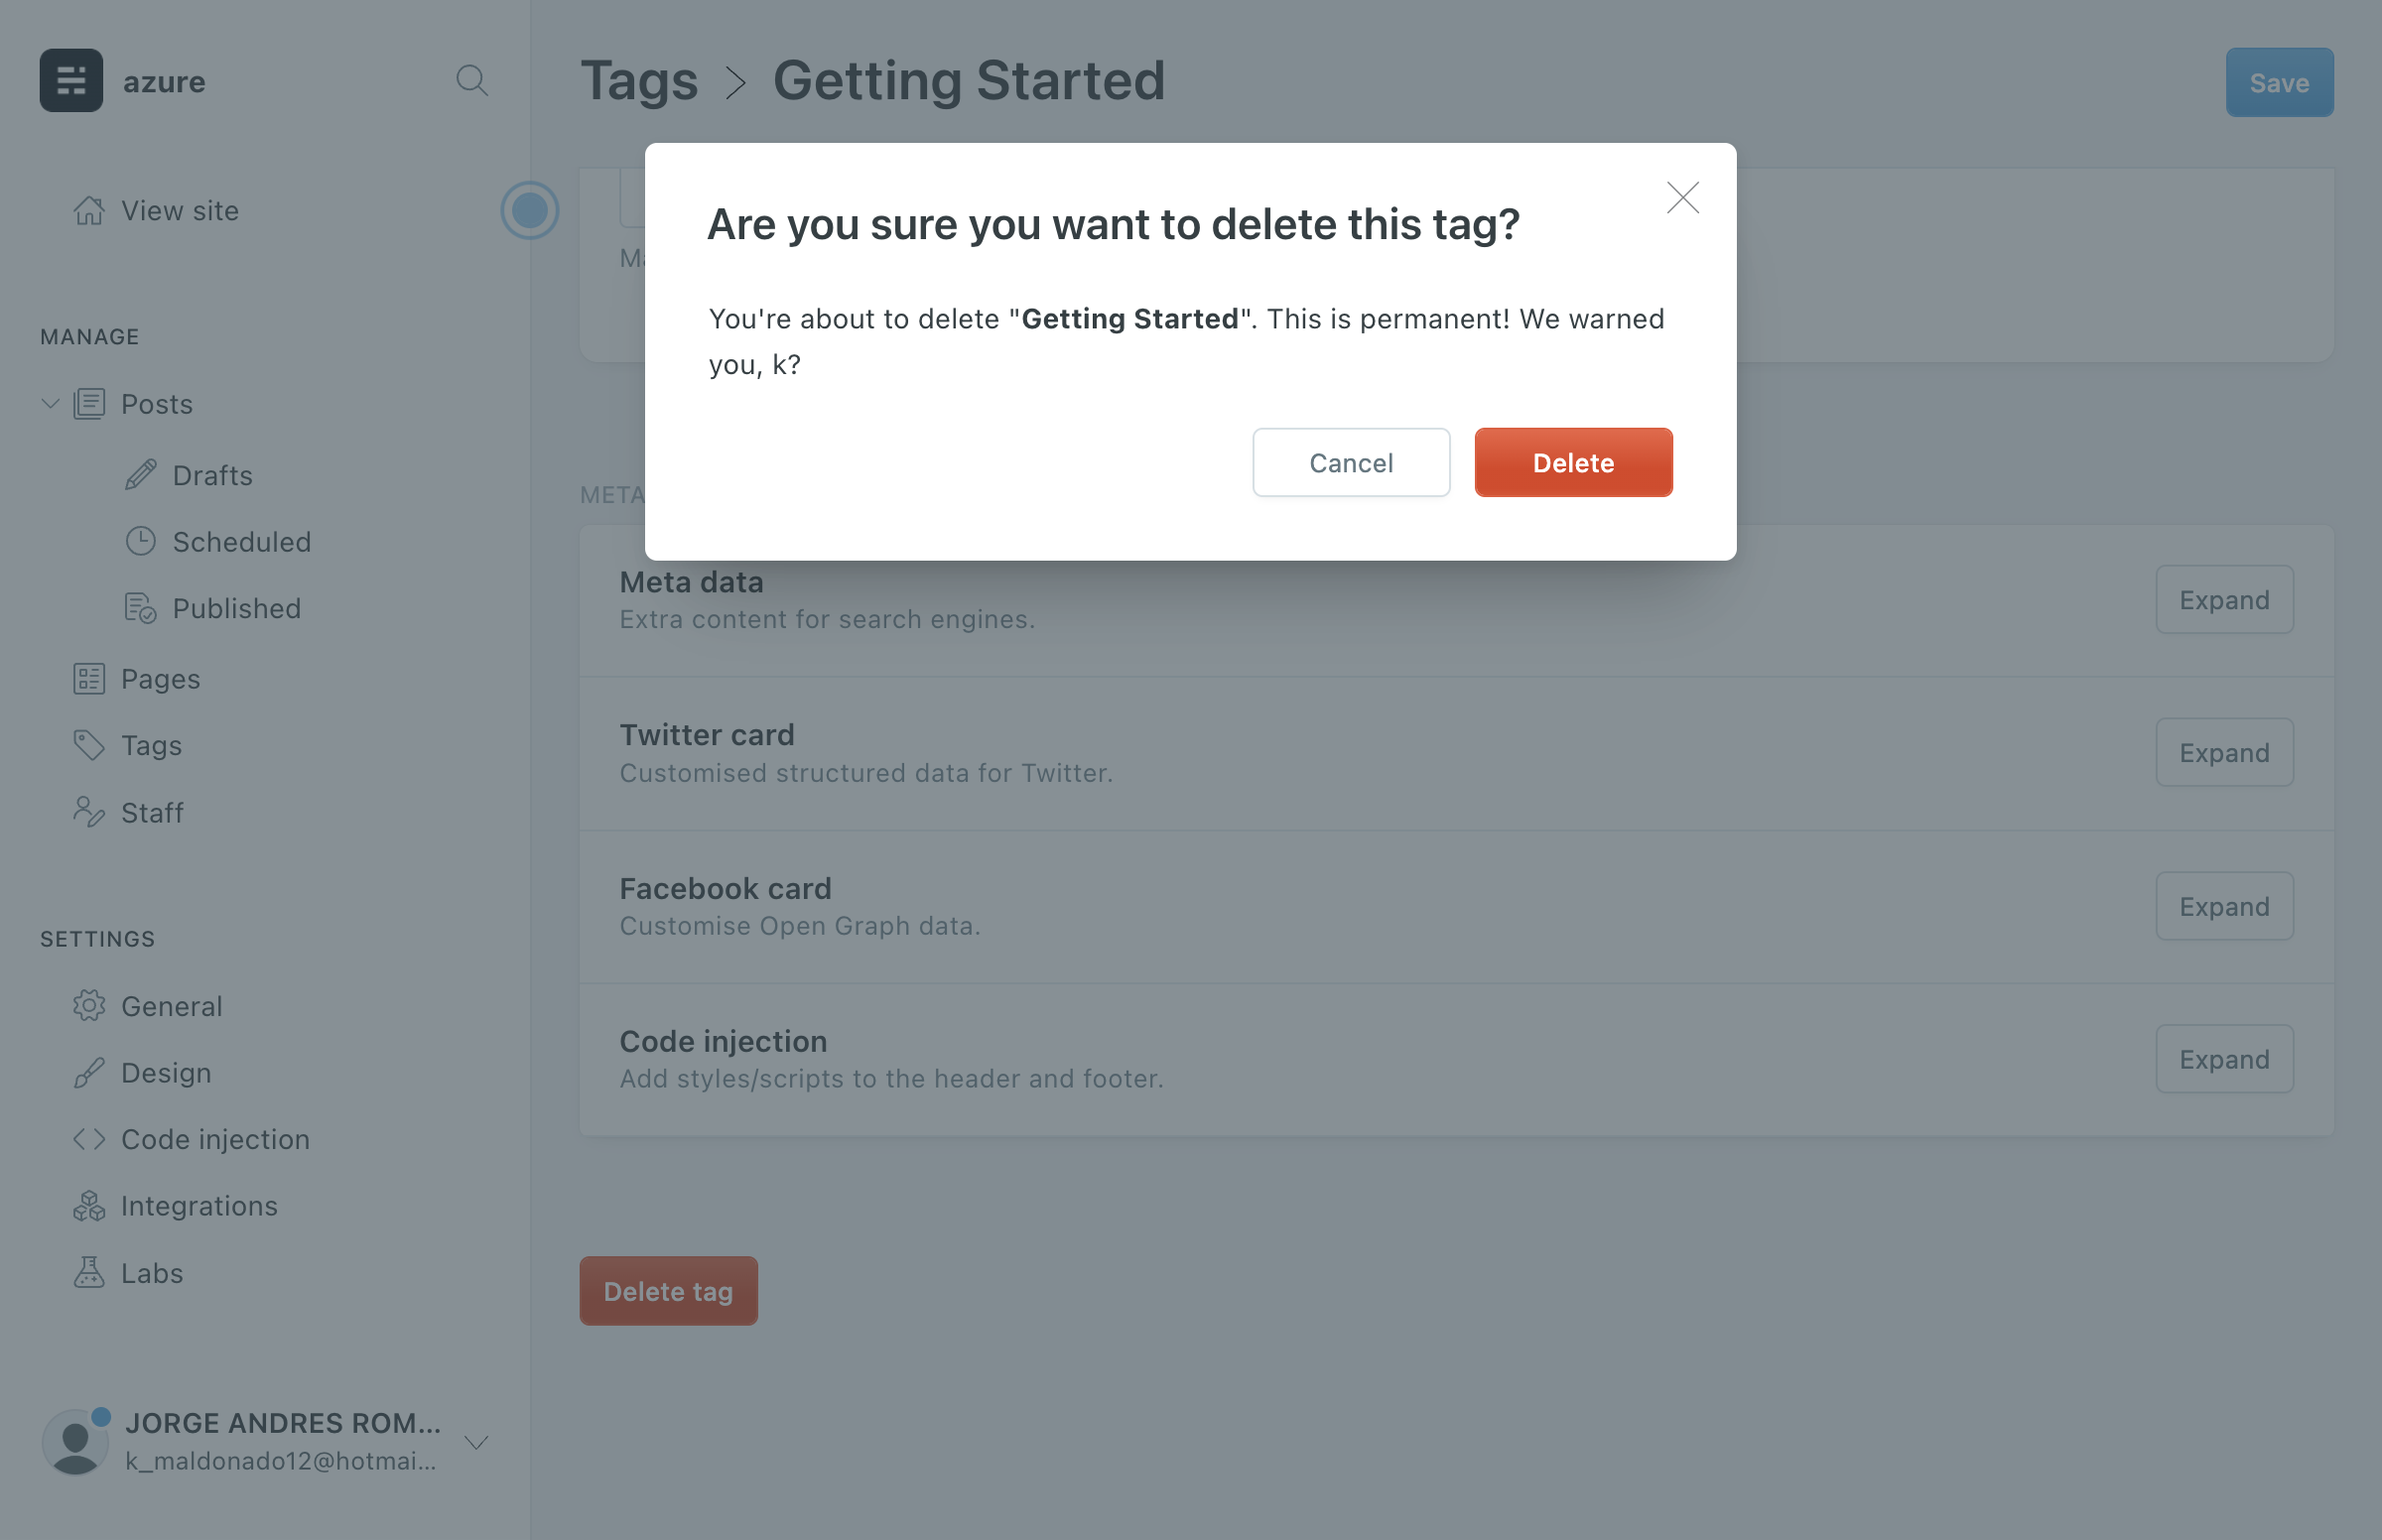 azure
View site
MANAGE
Posts
Drafts
Scheduled
Published
Pages
Tags
Staff
SETTINGS
General
Design
Code injection
Integrations
Labs
JORGE ANDRES ROM...
k_maldonado12@hotmai...
Tags > Getting Started
Save
Are you sure you want to delete this tag?
You're about to delete "Getting Started". This is permanent! We warned
you, k?
Cancel
Delete
META
Meta data
Extra content for search engines.
Expand
Twitter card
Customised structured data for Twitter.
Expand
Facebook card
Customise Open Graph data.
Expand
Code injection
Add styles/scripts to the header and footer.
Expand
Delete tag